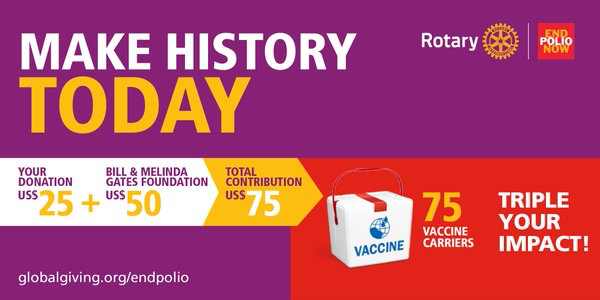 MAKE HISTORY
TODAY
Rotary
END
POLIO
NOW
YOUR
DONATION
US$25
+
BILL & MELINDA
GATES FOUNDATION
US$50
TOTAL
CONTRIBUTION
US$75
VACCINE
75
VACCINE
CARRIERS
TRIPLE
YOUR
IMPACT!
globalgiving.org/endpolio